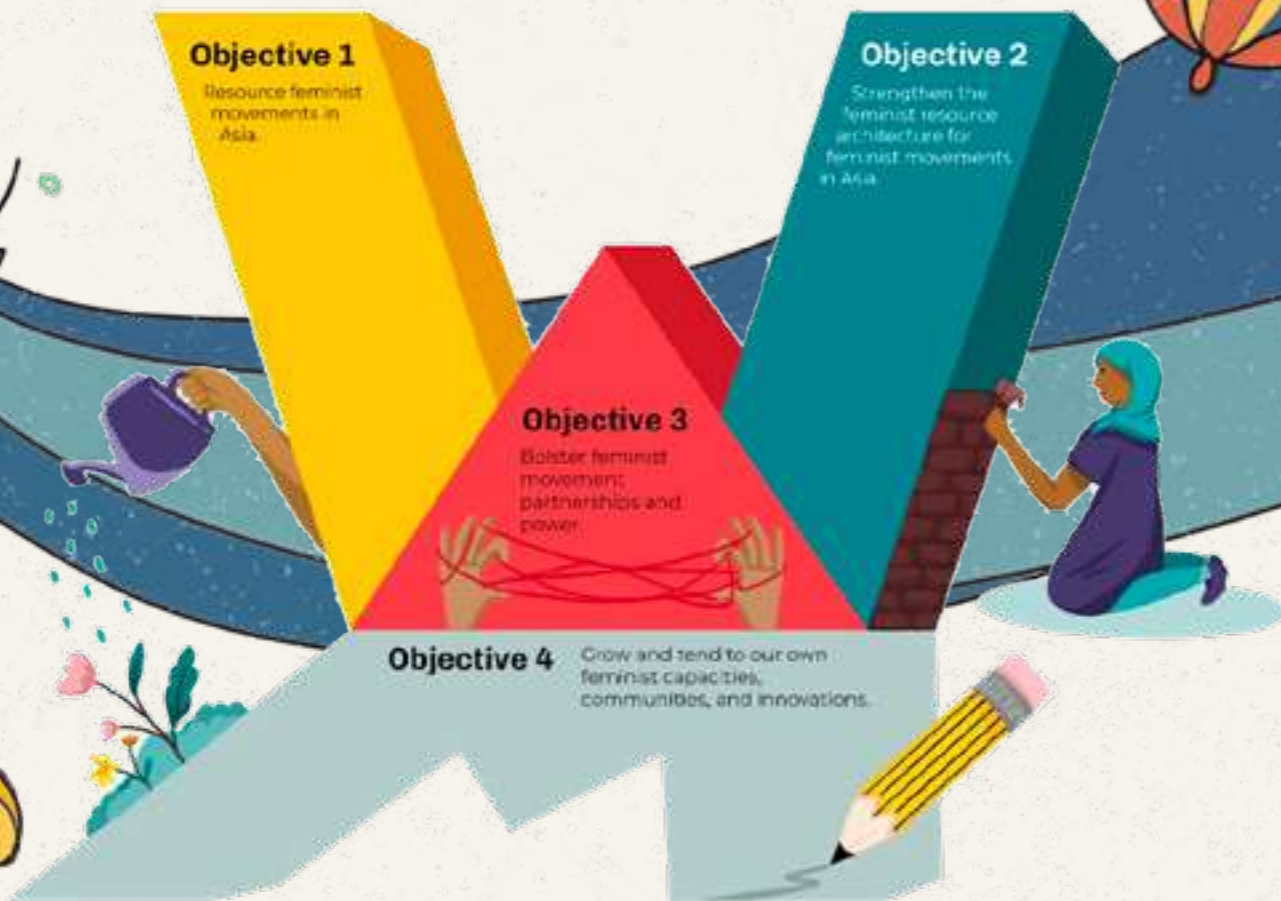 Objective 1
Resource feminist
movements in
Asia.
Objective 2
Strengthen the
feminist resource
architecture for
feminist movements
in Asia.
Objective 3
Bolster feminist
movement
partnerships and
power.
Objective 4
Grow and tend to our own
feminist capacities,
communities, and innovations.